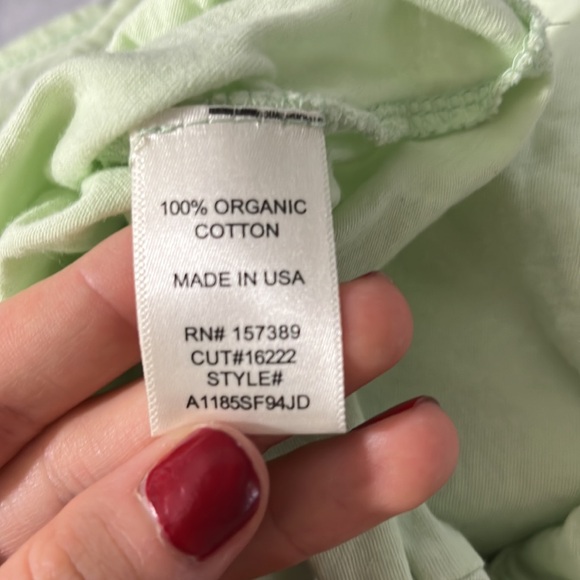 100% ORGANIC
COTTON
MADE IN USA
RN# 157389
CUT#16222
STYLE#
A1185SF94JD